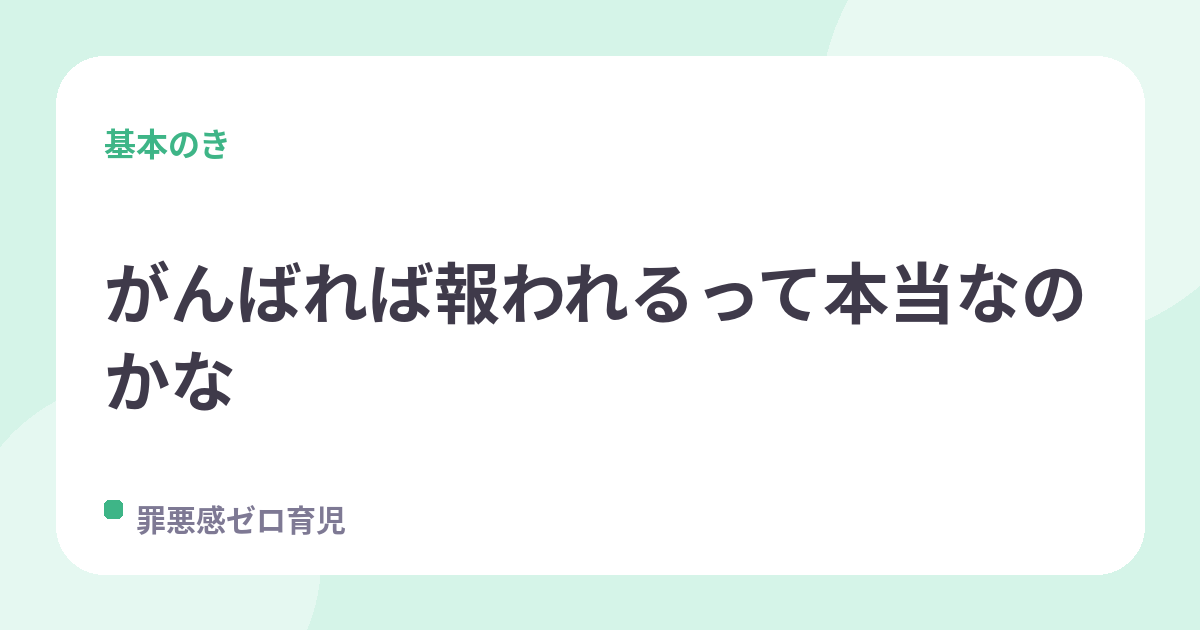 基本のき
がんばれば報われるって本当なの
かな
罪悪感ゼロ育児